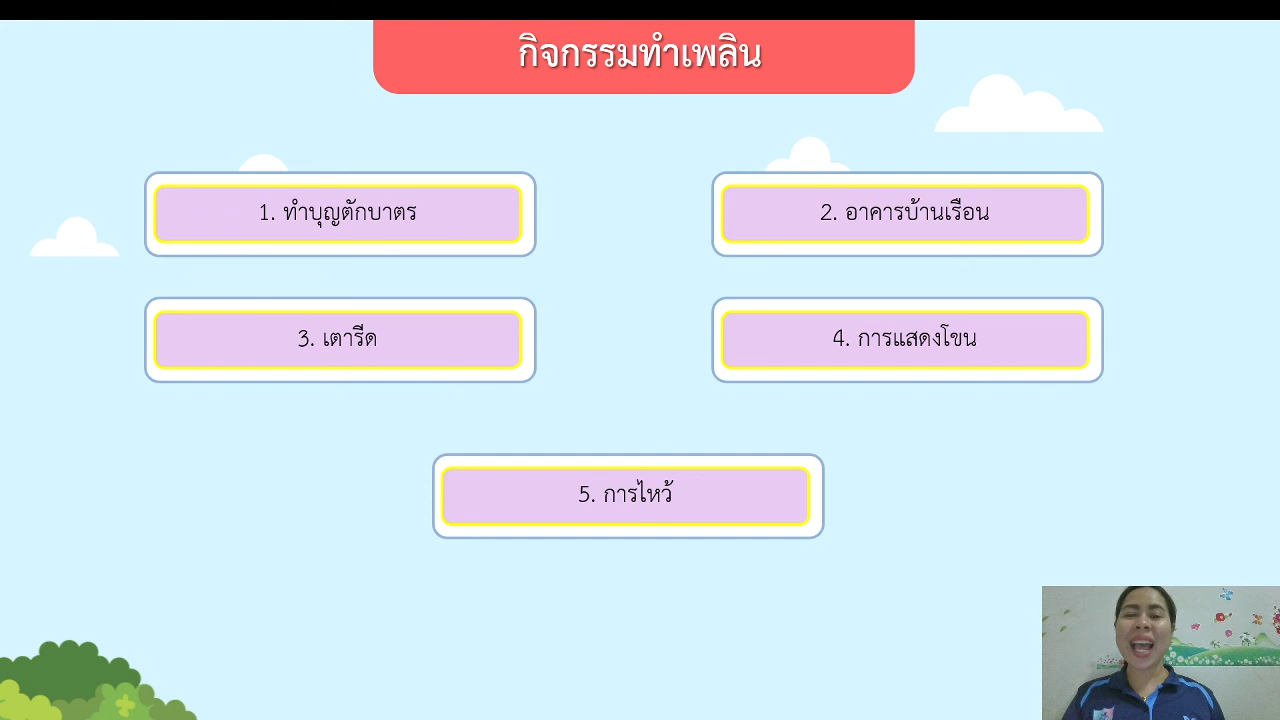 กิจกรรมทำเพลิน
1. ทำบุญตักบาตร
2. อาคารบ้านเรือน
3. เตารีด
4. การแสดงโขน
5. การไหว้